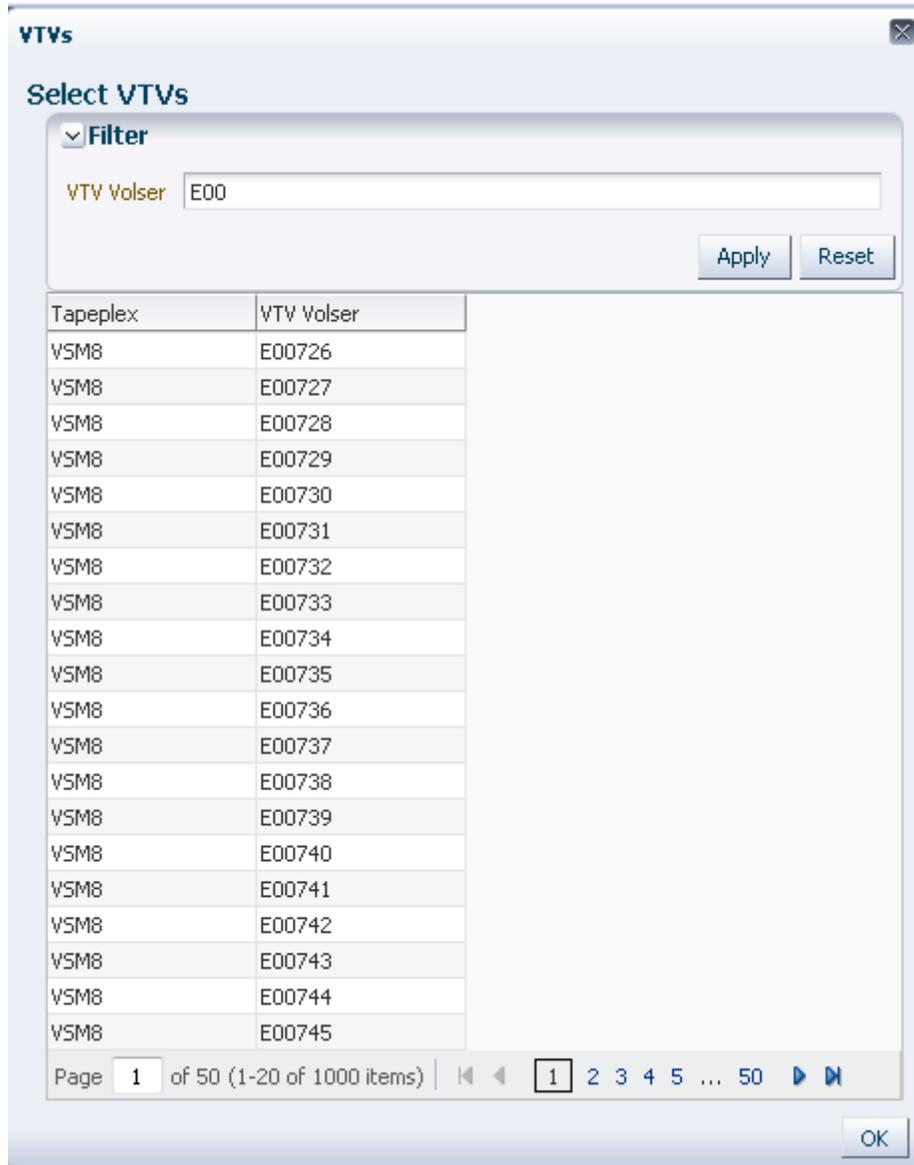 VTVs
Select VTVs
Filter
VTV Volser E00
Apply Reset
Tapeplex VTV Volser
VSM8 E00726
VSM8 E00727
VSM8 E00728
VSM8 E00729
VSM8 E00730
VSM8 E00731
VSM8 E00732
VSM8 E00733
VSM8 E00734
VSM8 E00735
VSM8 E00736
VSM8 E00737
VSM8 E00738
VSM8 E00739
VSM8 E00740
VSM8 E00741
VSM8 E00742
VSM8 E00743
VSM8 E00744
VSM8 E00745
Page 1 of 50 (1-20 of 1000 items) 1 2 3 4 5 ... 50
OK